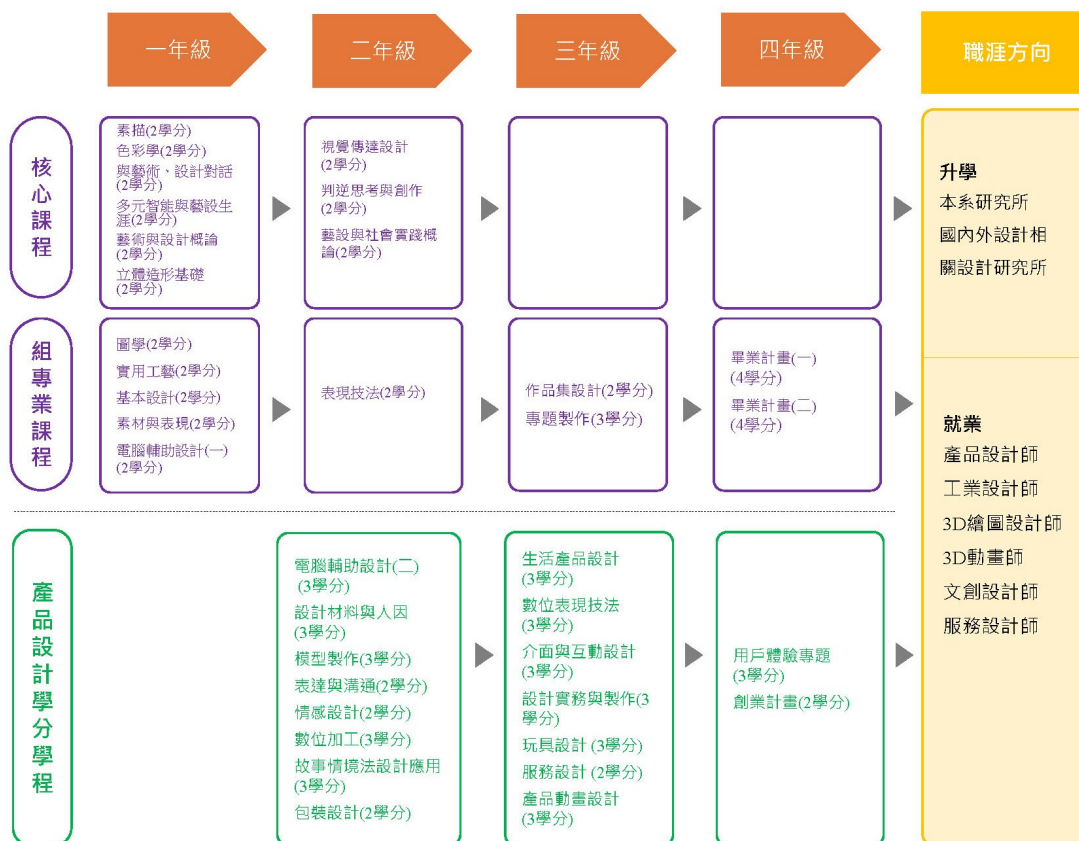 一年級
二年級
三年級
四年級
職涯方向
核心課程
素描(2學分)
色彩學(2學分)
與藝術、設計對話
(2學分)
多元智能與藝設生
涯(2學分)
藝術與設計概論
(2學分)
立體造形基礎
(2學分)
視覺傳達設計
(2學分)
判逆思考與創作
(2學分)
藝設與社會實踐概
論(2學分)
升學
本系研究所
國內外設計相
關設計研究所
組專業課程
圖學(2學分)
實用工藝(2學分)
基本設計(2學分)
素材與表現(2學分)
電腦輔助設計(一)
(2學分)
表現技法(2學分)
作品集設計(2學分)
專題製作(3學分)
畢業計畫(一)
(4學分)
畢業計畫(二)
(4學分)
就業
產品設計師
工業設計師
3D繪圖設計師
3D動畫師
文創設計師
服務設計師
產品設計學分學程
電腦輔助設計(二)
(3學分)
設計材料與人因
(3學分)
模型製作(3學分)
表達與溝通(2學分)
情感設計(2學分)
數位加工(3學分)
故事情境法設計應用
(3學分)
包裝設計(2學分)
生活產品設計
(3學分)
數位表現技法
(3學分)
介面與互動設計
(3學分)
設計實務與製作(3
學分)
玩具設計 (3學分)
服務設計 (2學分)
產品動畫設計
(3學分)
用戶體驗專題
(3學分)
創業計畫(2學分)